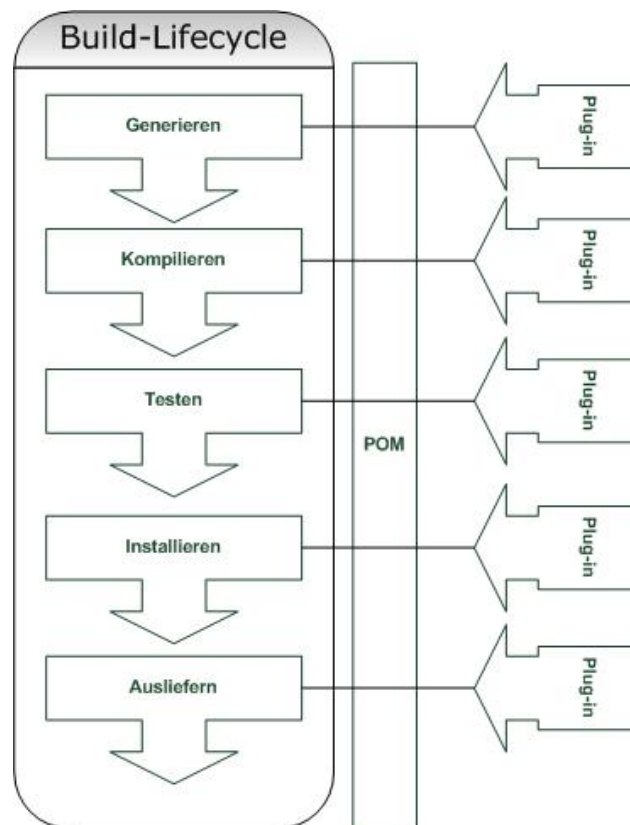 Build-Lifecycle
Generieren
Plug-in
Kompilieren
Plug-in
Testen
Plug-in
POM
Installieren
Plug-in
Ausliefern
Plug-in